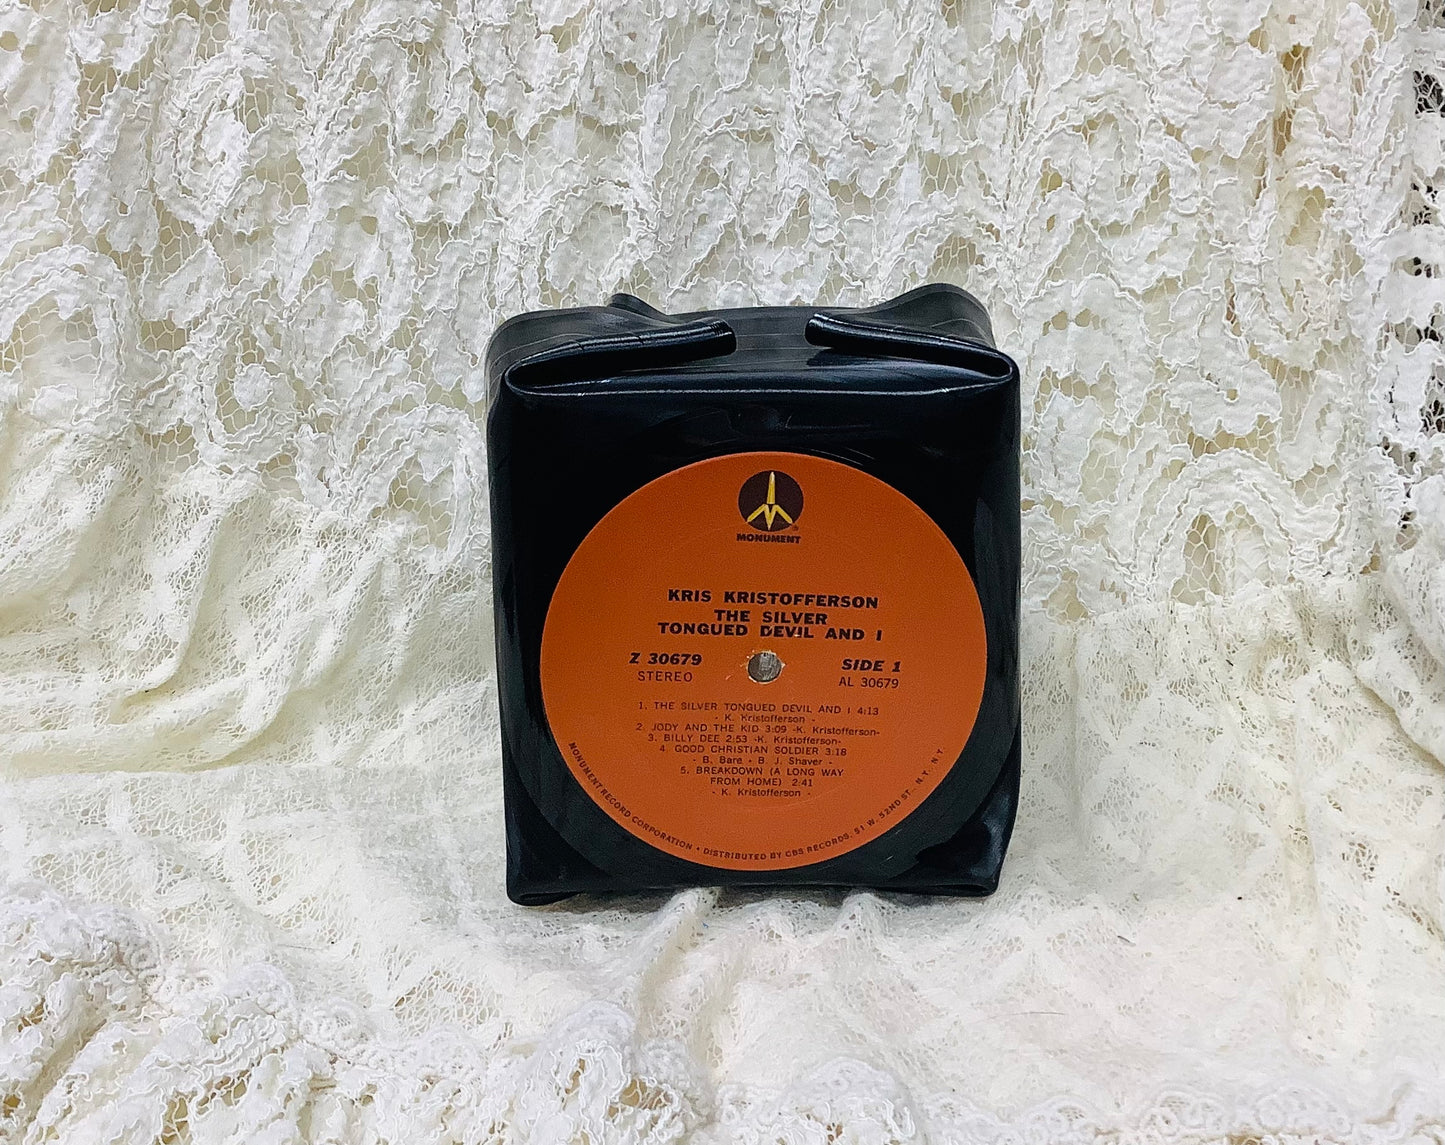 MONUMENT
KRIS KRISTOFFERSON
THE SILVER
TONGUED DEVIL AND I
Z 30679
STEREO
SIDE 1
AL 30679
1. THE SILVER TONGUED DEVIL AND I 4:13
- K. Kristofferson -
2. JODY AND THE KID 3:09 -K. Kristofferson-
3. BILLY DEE 2:53 -K. Kristofferson-
4. GOOD CHRISTIAN SOLDIER 3:18
- B. Bare - B. J. Shaver -
5. BREAKDOWN (A LONG WAY
FROM HOME) 2:41
- K. Kristofferson -
MONUMENT RECORD CORPORATION • DISTRIBUTED BY CBS RECORDS, 51 W. 52ND ST., N.Y. N.Y.